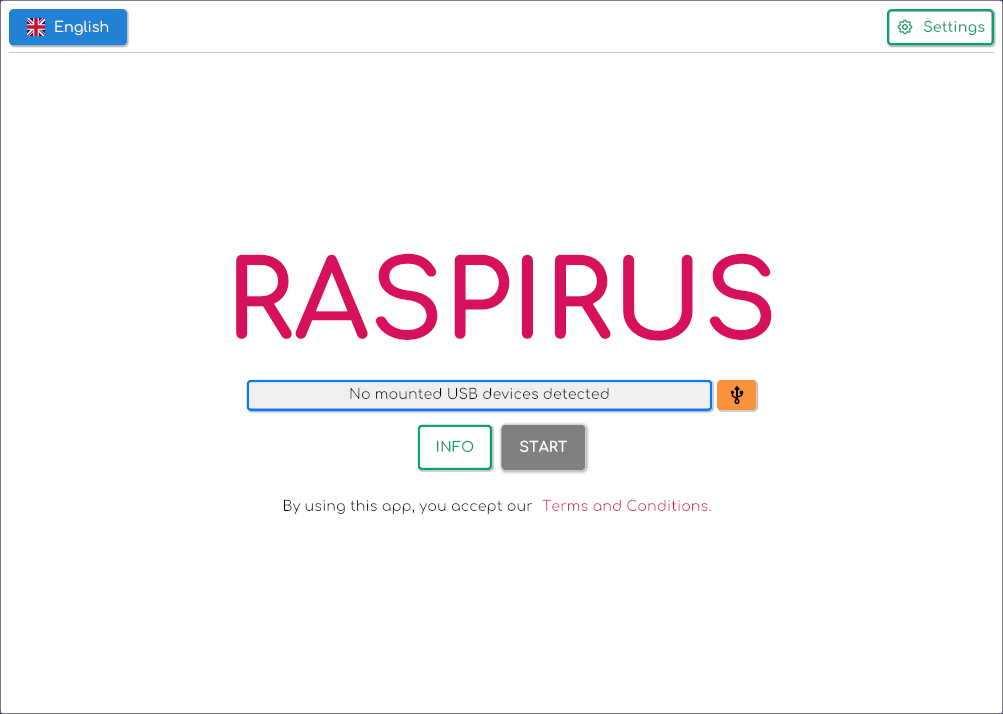 English
Settings
RASPIRUS
No mounted USB devices detected
INFO
START
By using this app, you accept our Terms and Conditions.